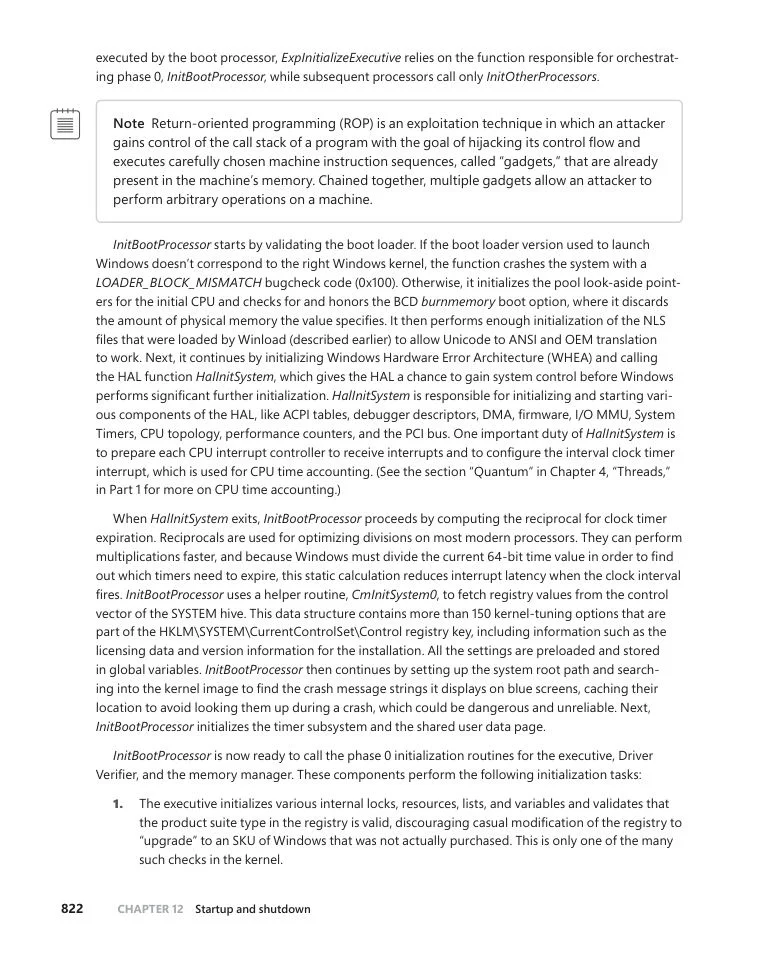 executed by the boot processor, ExpInitializeExecutive relies on the function responsible for orchestrat-
ing phase 0, InitBootProcessor, while subsequent processors call only InitOtherProcessors.
Note Return-oriented programming (ROP) is an exploitation technique in which an attacker
gains control of the call stack of a program with the goal of hijacking its control flow and
executes carefully chosen machine instruction sequences, called “gadgets,” that are already
present in the machine’s memory. Chained together, multiple gadgets allow an attacker to
perform arbitrary operations on a machine.
InitBootProcessor starts by validating the boot loader. If the boot loader version used to launch
Windows doesn’t correspond to the right Windows kernel, the function crashes the system with a
LOADER_BLOCK_MISMATCH bugcheck code (0x100). Otherwise, it initializes the pool look-aside point-
ers for the initial CPU and checks for and honors the BCD burnmemory boot option, where it discards
the amount of physical memory the value specifies. It then performs enough initialization of the NLS
files that were loaded by Winload (described earlier) to allow Unicode to ANSI and OEM translation
to work. Next, it continues by initializing Windows Hardware Error Architecture (WHEA) and calling
the HAL function HalInitSystem, which gives the HAL a chance to gain system control before Windows
performs significant further initialization. HalInitSystem is responsible for initializing and starting vari-
ous components of the HAL, like ACPI tables, debugger descriptors, DMA, firmware, I/O MMU, System
Timers, CPU topology, performance counters, and the PCI bus. One important duty of HalInitSystem is
to prepare each CPU interrupt controller to receive interrupts and to configure the interval clock timer
interrupt, which is used for CPU time accounting. (See the section “Quantum” in Chapter 4, “Threads,”
in Part 1 for more on CPU time accounting.)
When HalInitSystem exits, InitBootProcessor proceeds by computing the reciprocal for clock timer
expiration. Reciprocals are used for optimizing divisions on most modern processors. They can perform
multiplications faster, and because Windows must divide the current 64-bit time value in order to find
out which timers need to expire, this static calculation reduces interrupt latency when the clock interval
fires. InitBootProcessor uses a helper routine, CmInitSystem0, to fetch registry values from the control
vector of the SYSTEM hive. This data structure contains more than 150 kernel-tuning options that are
part of the HKLM\SYSTEM\CurrentControlSet\Control registry key, including information such as the
licensing data and version information for the installation. All the settings are preloaded and stored
in global variables. InitBootProcessor then continues by setting up the system root path and search-
ing into the kernel image to find the crash message strings it displays on blue screens, caching their
location to avoid looking them up during a crash, which could be dangerous and unreliable. Next,
InitBootProcessor initializes the timer subsystem and the shared user data page.
InitBootProcessor is now ready to call the phase 0 initialization routines for the executive, Driver
Verifier, and the memory manager. These components perform the following initialization tasks:
1. The executive initializes various internal locks, resources, lists, and variables and validates that
the product suite type in the registry is valid, discouraging casual modification of the registry to
“upgrade” to an SKU of Windows that was not actually purchased. This is only one of the many
such checks in the kernel.
822 CHAPTER 12 Startup and shutdown